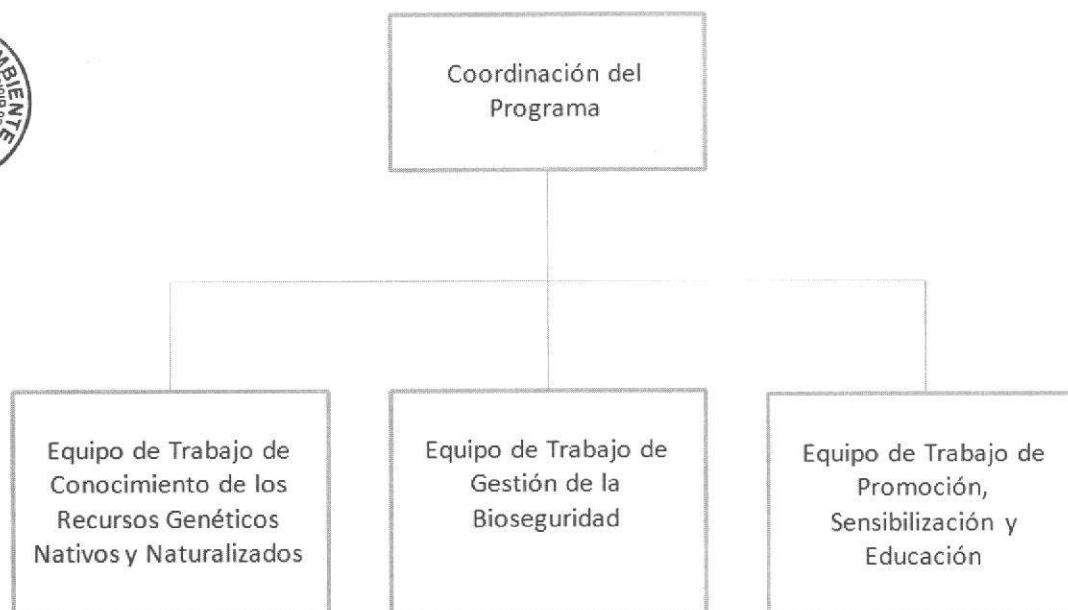 MBIENTE
Coordinación del
Programa
Equipo de Trabajo de
Conocimiento de los
Recursos Genéticos
Nativos y Naturalizados
Equipo de Trabajo de
Gestión de la
Bioseguridad
Equipo de Trabajo de
Promoción,
Sensibilización y
Educación